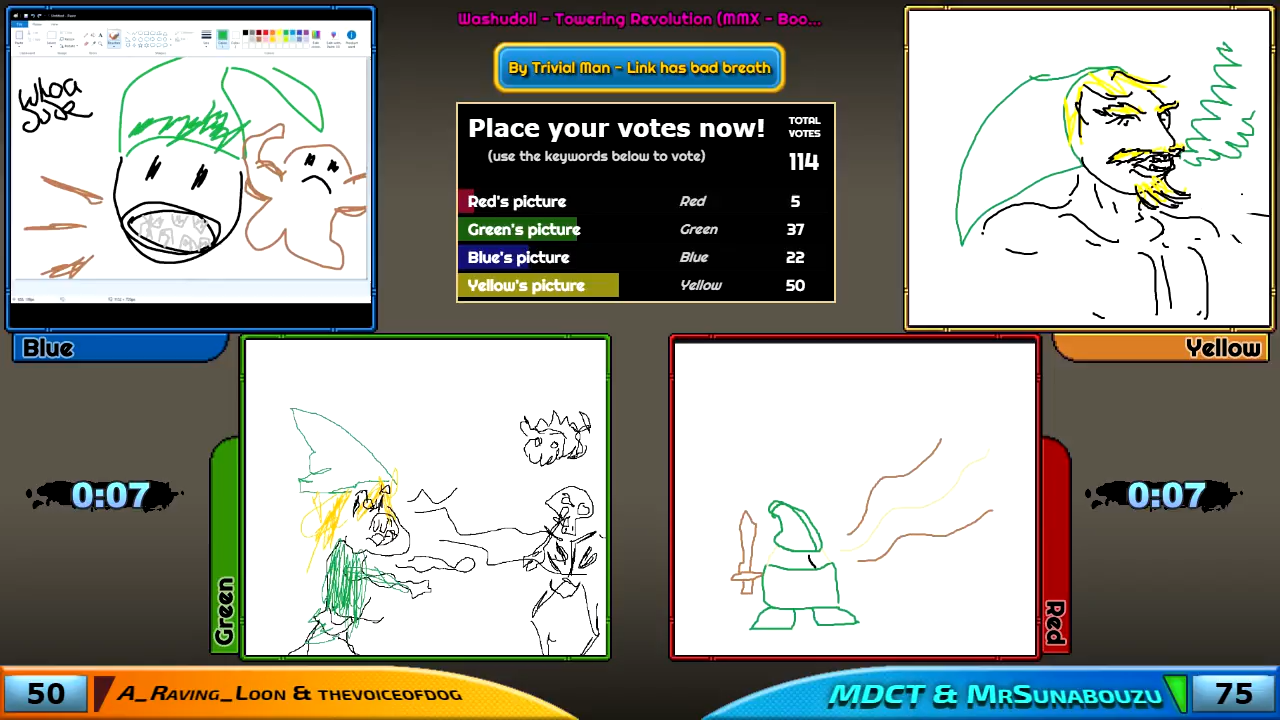 Washudoll - Towering Revolution (MMX - Boo...
By Trivial Man - Link has bad breath
Place your votes now!
TOTAL
VOTES
(use the keywords below to vote)
114
Red's picture Red 5
Green's picture Green 37
Blue's picture Blue 22
Yellow's picture Yellow 50
WHOA
Blue
Yellow
0:07
0:07
Green
Red
50
A_Raving_Loon & thevoiceofdog
MDCT & MrSunabouzu
75